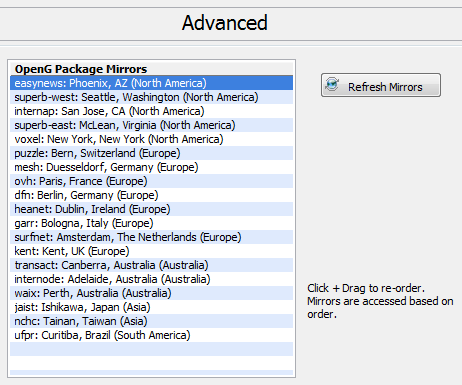 Advanced
OpenG Package Mirrors
easynews: Phoenix, AZ (North America)
superb-west: Seattle, Washington (North America)
internap: San Jose, CA (North America)
superb-east: McLean, Virginia (North America)
voxel: New York, New York (North America)
puzzle: Bern, Switzerland (Europe)
mesh: Duesseldorf, Germany (Europe)
ovh: Paris, France (Europe)
dfn: Berlin, Germany (Europe)
heanet: Dublin, Ireland (Europe)
garr: Bologna, Italy (Europe)
surfnet: Amsterdam, The Netherlands (Europe)
kent: Kent, UK (Europe)
transact: Canberra, Australia (Australia)
internode: Adelaide, Australia (Australia)
waix: Perth, Australia (Australia)
jaist: Ishikawa, Japan (Asia)
nchc: Tainan, Taiwan (Asia)
ufpr: Curitiba, Brazil (South America)
Refresh Mirrors
Click + Drag to re-order.
Mirrors are accessed based on
order.